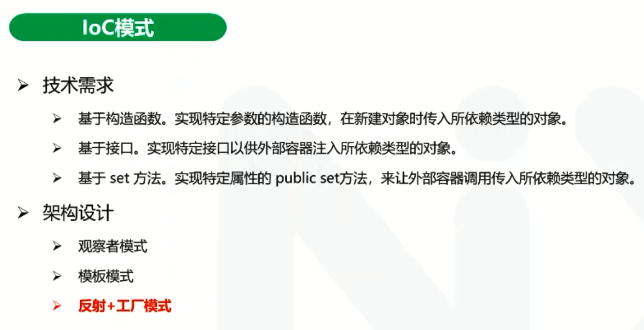 IoC模式
技术需求
基于构造函数。实现特定参数的构造函数，在新建对象时传入所依赖类型的对象。
基于接口。实现特定接口以供外部容器注入所依赖类型的对象。
基于 set 方法。实现特定属性的 public set方法，来让外部容器调用传入所依赖类型的对象。
架构设计
观察者模式
模板模式
反射+工厂模式